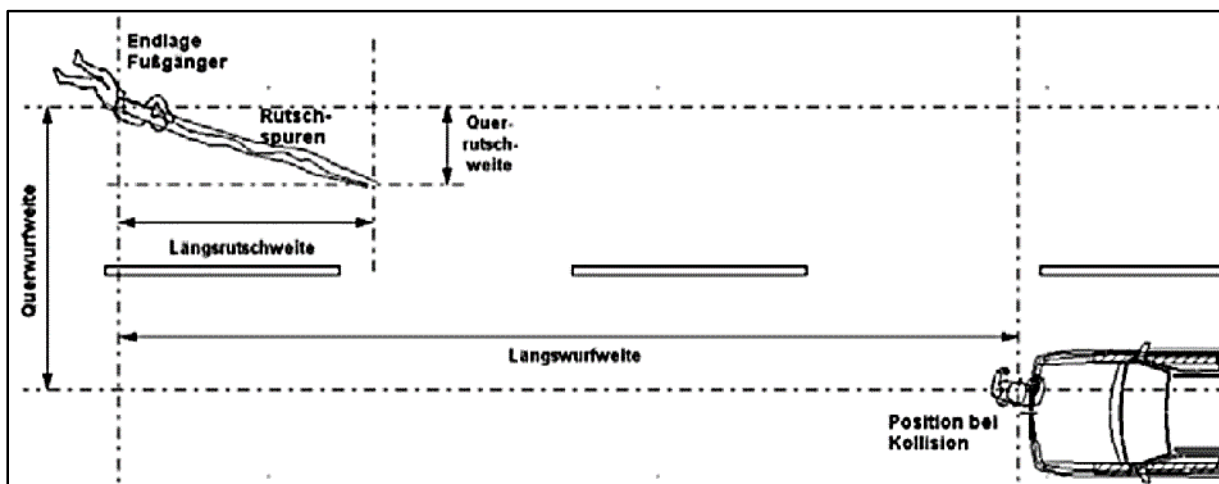 Endlage
Fußgänger
Rutsch-
spuren
Quer-
rutsch-
weite
Längsrutschweite
Querwurfweite
Längswurfweite
Position bei
Kollision